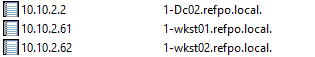 10.10.2.2 1-Dc02.refpo.local.
10.10.2.61 1-wkst01.refpo.local.
10.10.2.62 1-wkst02.refpo.local.